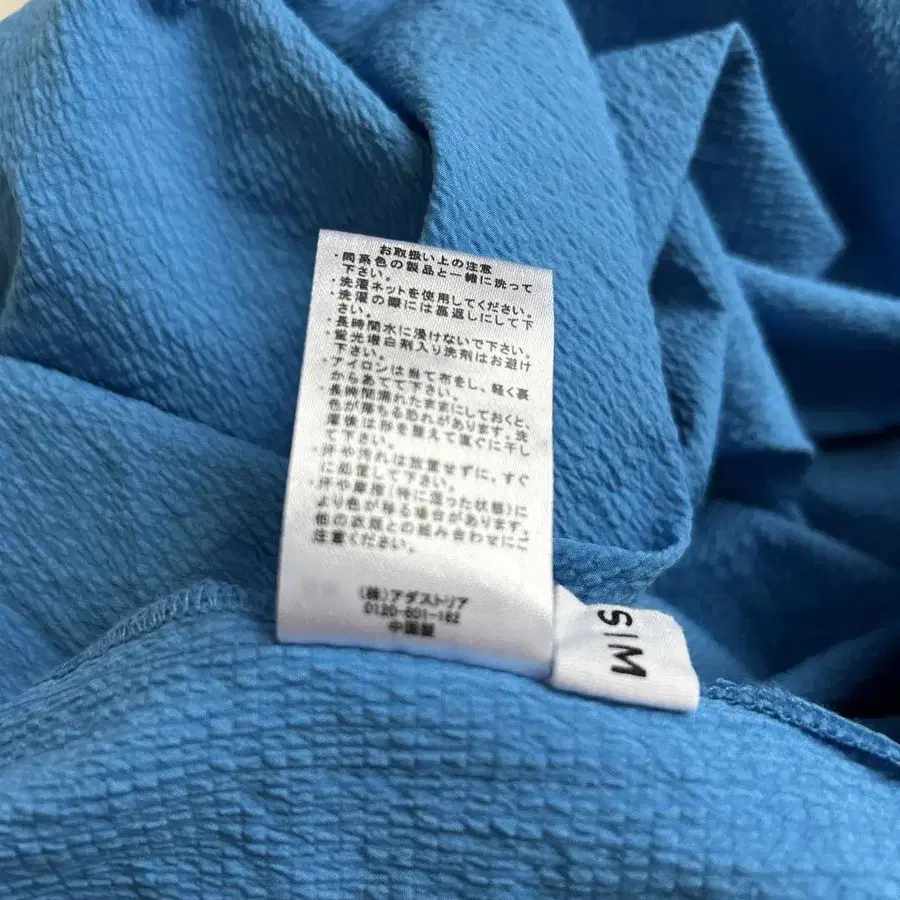 お取扱い上の注意
・同系色の製品と一緒に洗って
下さい。
・洗濯ネットを使用してください。
・洗濯の際には裏返しにして下
さい。
・長時間水に浸けないで下さい。
・蛍光増白剤入り洗剤はお避け
下さい。
・アイロンは当て布をし、軽く裏
からあてて下さい。
・長時間濡れたままにしておくと、
色が落ちる恐れがあります。洗
濯後は形を整えて直ぐに干し
て下さい。
・汗や汚れは放置せずに、すぐ
に処置して下さい。
・汗や摩擦（特に湿った状態）に
より色が移る場合があります。
他の衣服との組み合わせにご
注意ください。
（株）アダストリア
0120-601-162
中国製
S/M